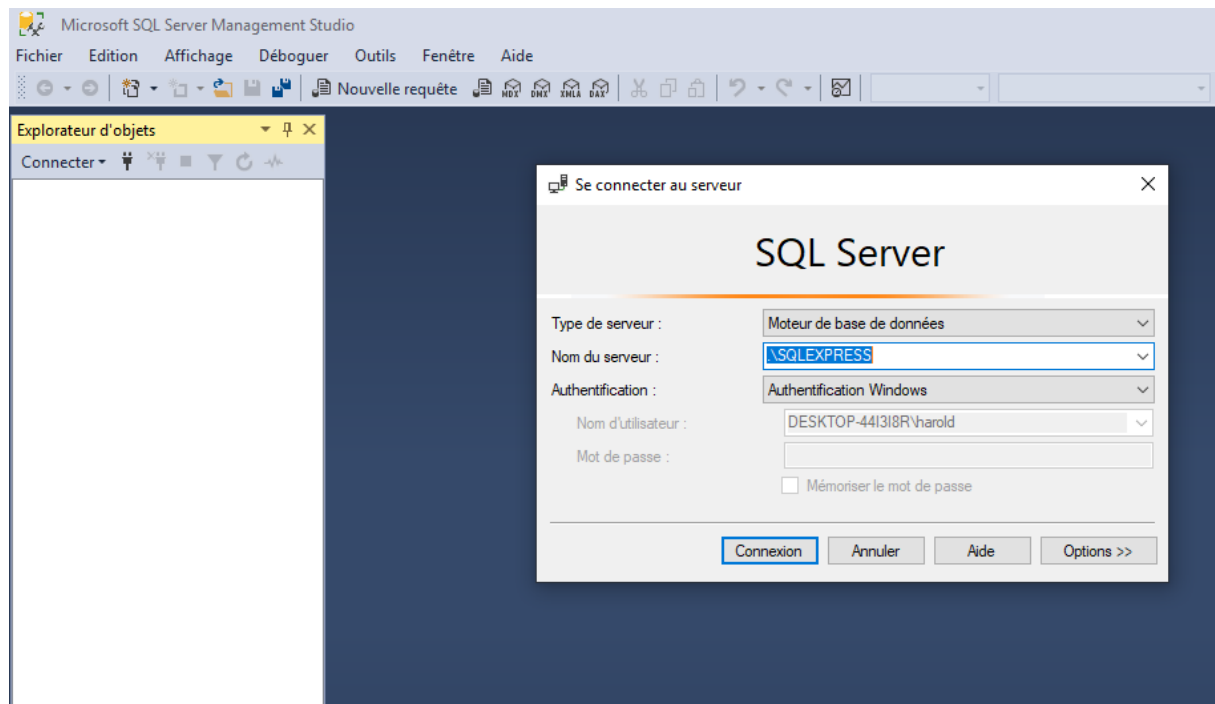 Microsoft SQL Server Management Studio
Fichier Edition Affichage Déboguer Outils Fenêtre Aide
Nouvelle requête MDX DMX XMLA DAX
Explorateur d'objets
Connecter
Se connecter au serveur
SQL Server
Type de serveur : Moteur de base de données
Nom du serveur : .\SQLEXPRESS
Authentification : Authentification Windows
Nom d'utilisateur : DESKTOP-44I3I8R\harold
Mot de passe :
Mémoriser le mot de passe
Connexion Annuler Aide Options >>